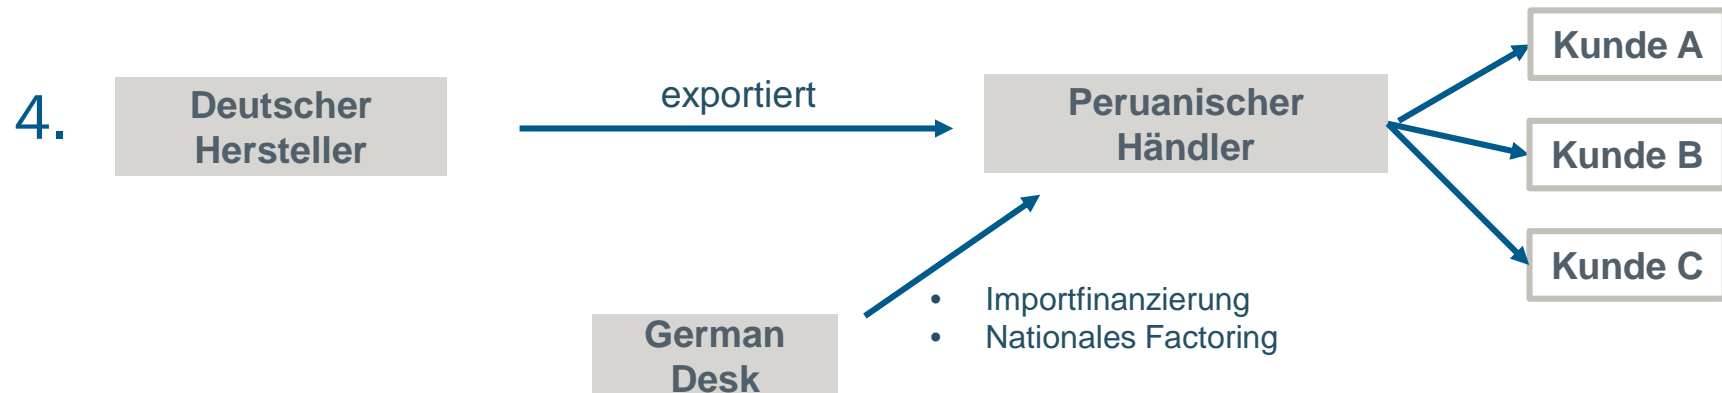 4.
Deutscher
Hersteller
exportiert
Peruanischer
Händler
Kunde A
Kunde B
Kunde C
German
Desk
• Importfinanzierung
• Nationales Factoring